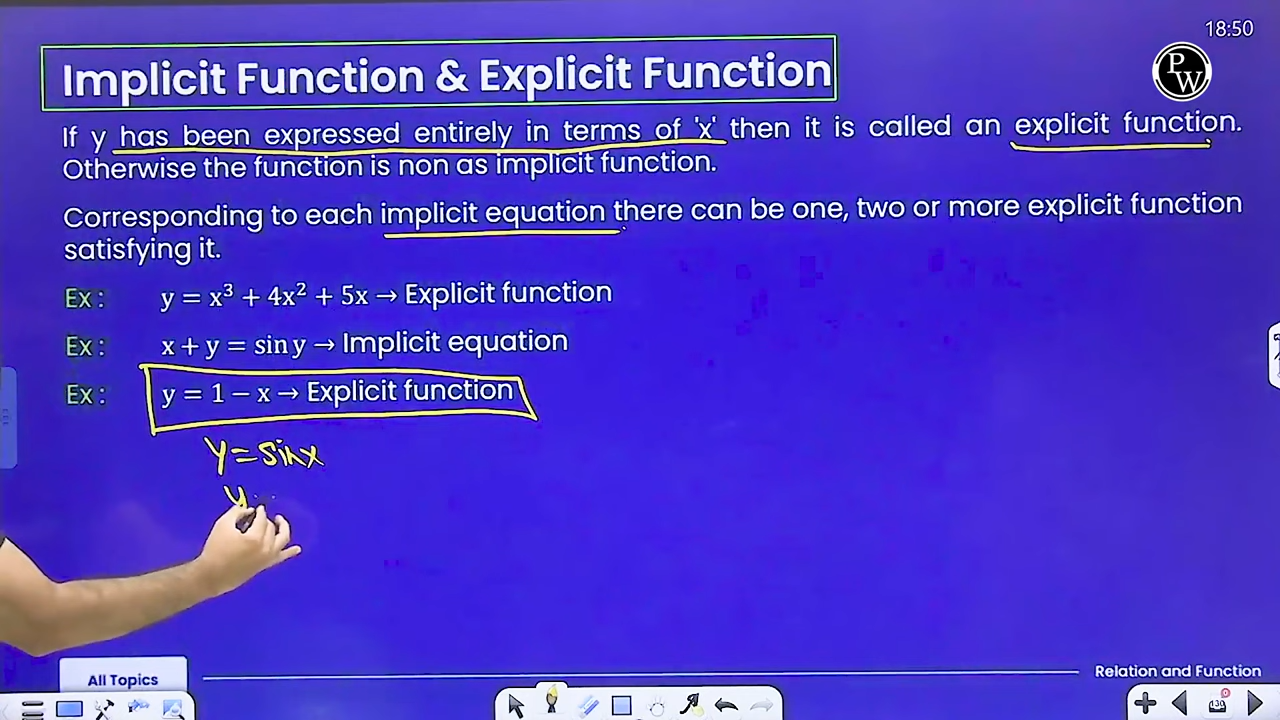 18:50
Implicit Function & Explicit Function
PW
If y has been expressed entirely in terms of 'x' then it is called an explicit function.
Otherwise the function is non as implicit function.
Corresponding to each implicit equation there can be one, two or more explicit function
satisfying it.
Ex : y = x³ + 4x² + 5x → Explicit function
Ex : x + y = sin y → Implicit equation
Ex : y = 1 − x → Explicit function
y = sinx
y
All Topics
Relation and Function
130